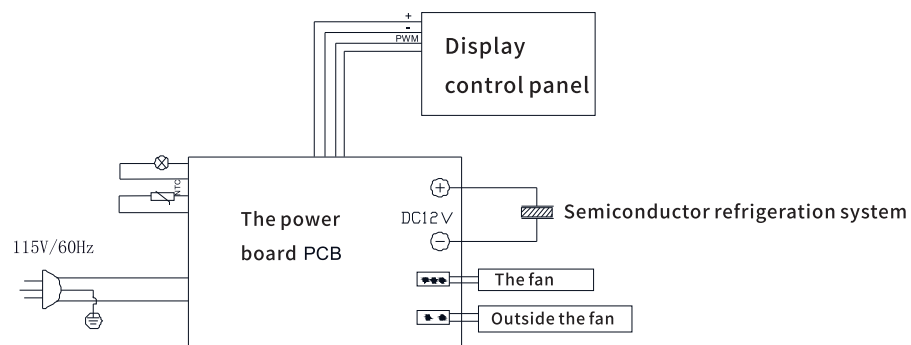 +
-
PWM
Display
control panel
NTC
+
DC12V
−
The power
board PCB
Semiconductor refrigeration system
115V/60Hz
The fan
Outside the fan